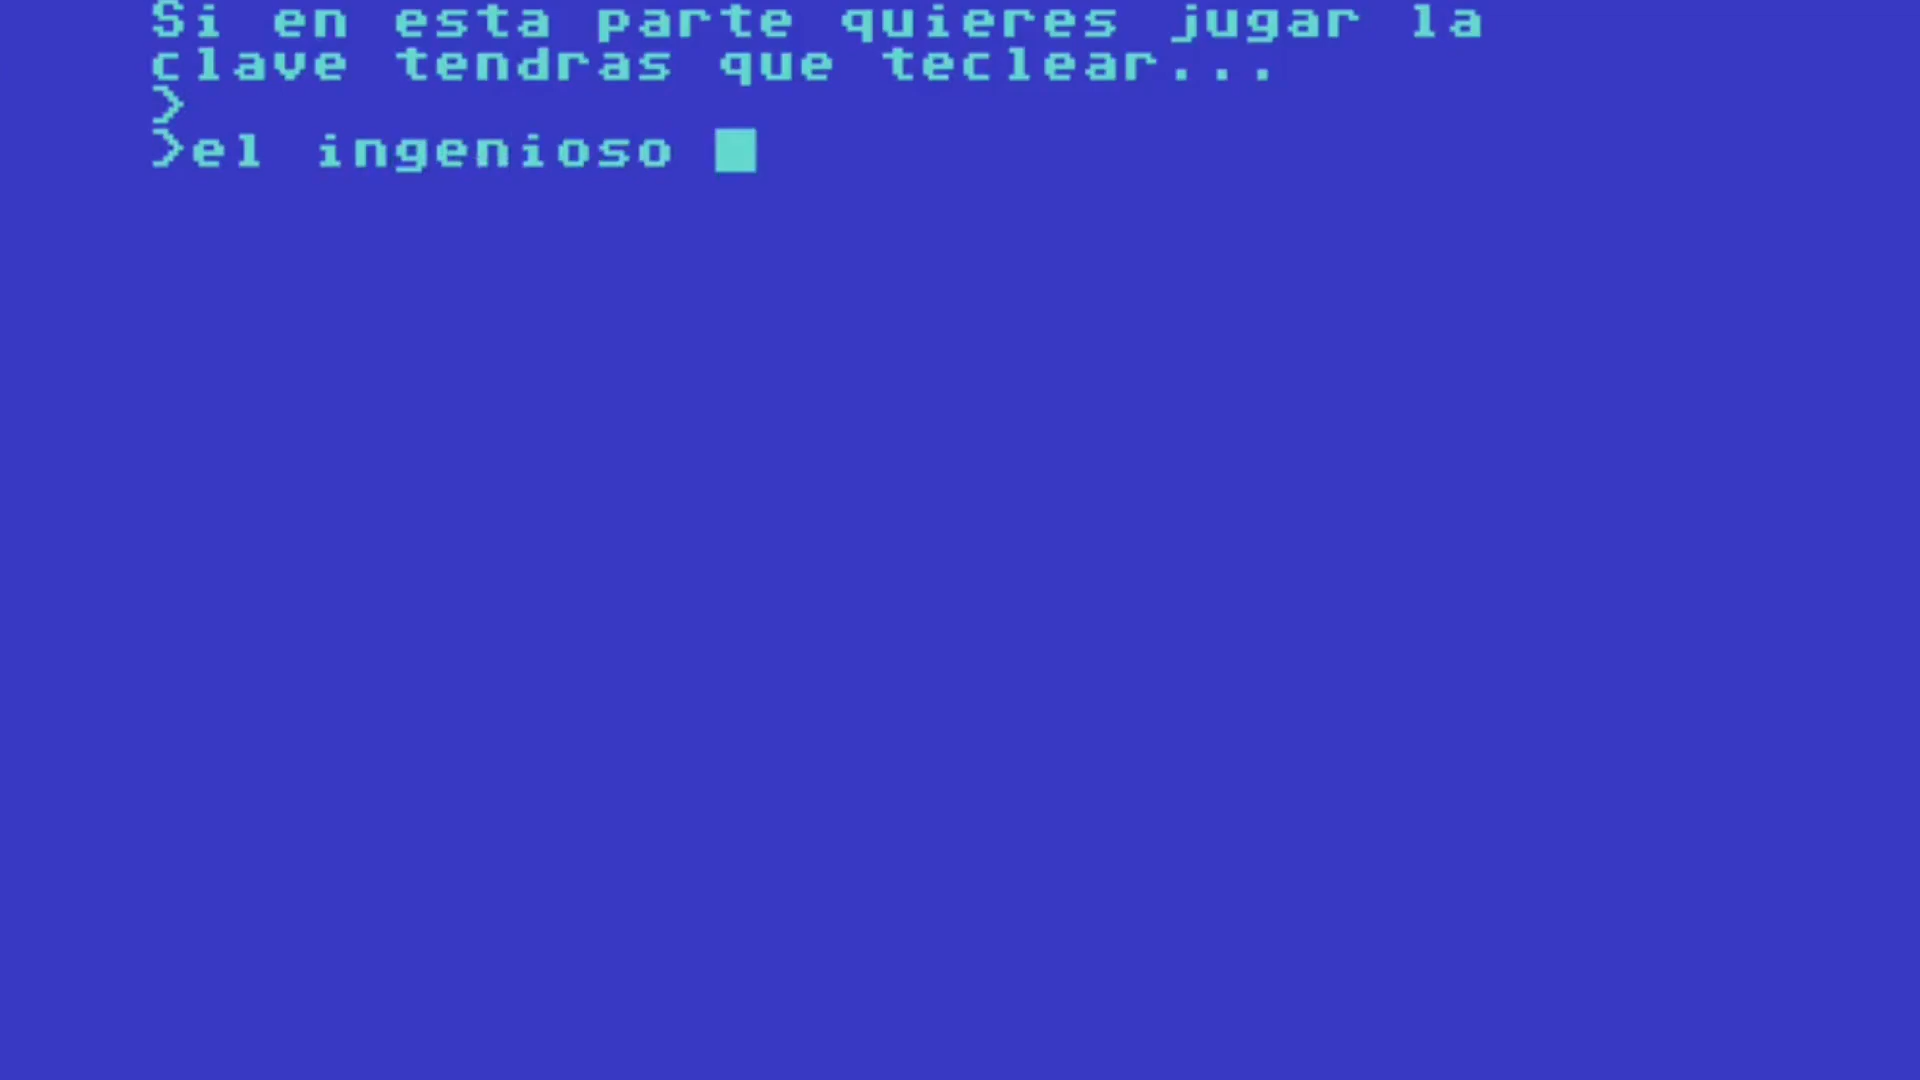 Si en esta parte quieres jugar la
clave tendras que teclear...
>
>el ingenioso